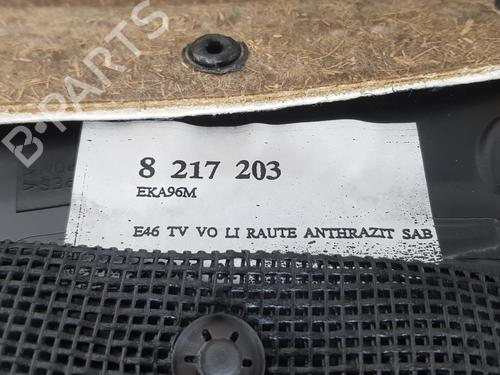 B-PARTS
8 217 203
EKA96M
E46 TV VO LI RAUTE ANTHRAZIT SAB